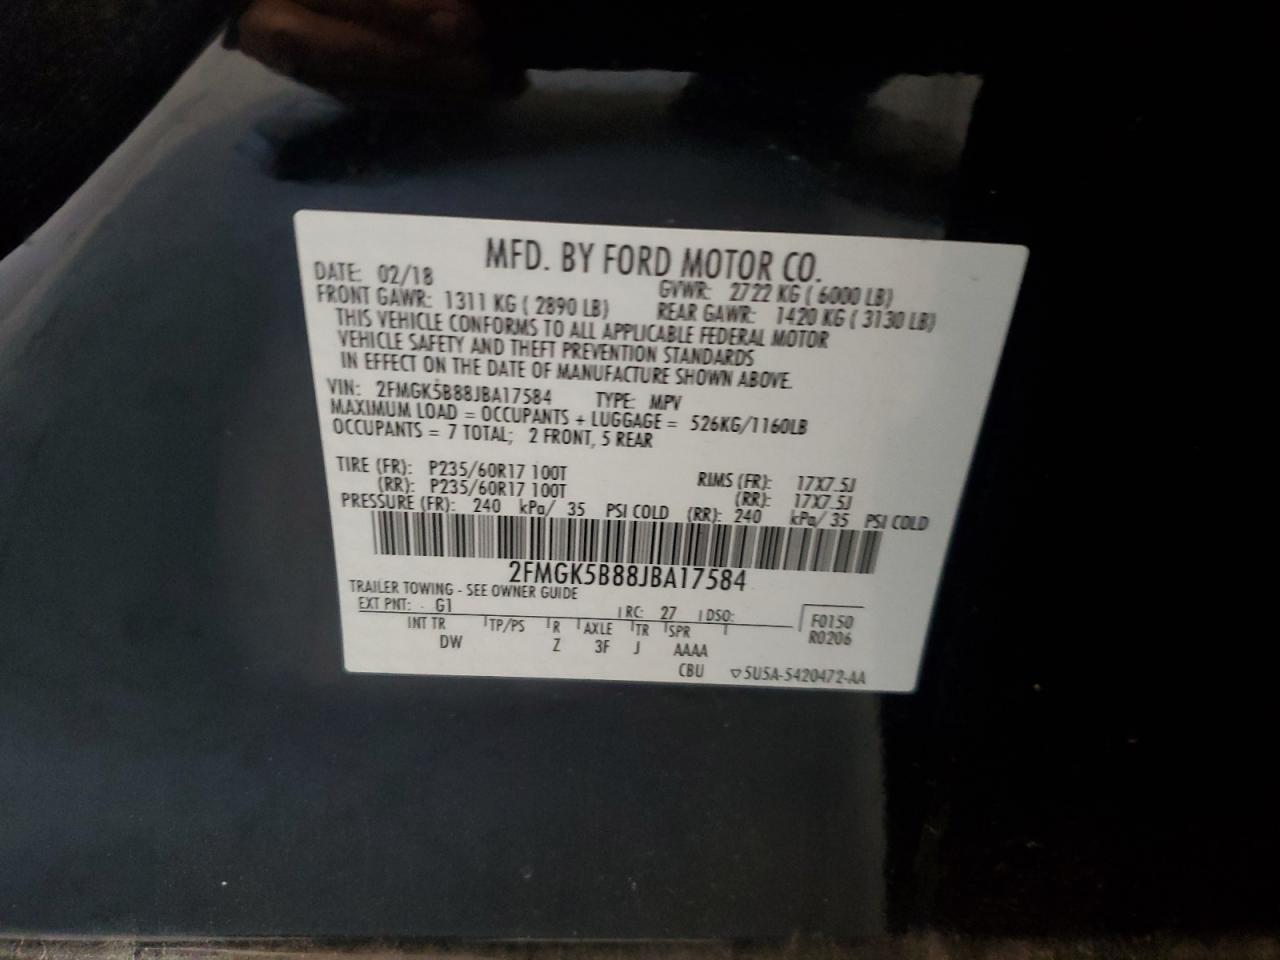 MFD. BY FORD MOTOR CO.
DATE: 02/18 GVWR: 2722 KG ( 6000 LB)
FRONT GAWR: 1311 KG ( 2890 LB) REAR GAWR: 1420 KG ( 3130 LB)
THIS VEHICLE CONFORMS TO ALL APPLICABLE FEDERAL MOTOR
VEHICLE SAFETY AND THEFT PREVENTION STANDARDS
IN EFFECT ON THE DATE OF MANUFACTURE SHOWN ABOVE.
VIN: 2FMGK5B88JBA17584 TYPE: MPV
MAXIMUM LOAD = OCCUPANTS + LUGGAGE = 526KG/1160LB
OCCUPANTS = 7 TOTAL; 2 FRONT, 5 REAR
TIRE (FR): P235/60R17 100T RIMS (FR): 17X7.5J
(RR): P235/60R17 100T (RR): 17X7.5J
PRESSURE (FR): 240 kPa/ 35 PSI COLD (RR): 240 kPa/ 35 PSI COLD
2FMGK5B88JBA17584
TRAILER TOWING - SEE OWNER GUIDE
EXT PNT: G1 RC: 27 DSO: F0150
INT TR TP/PS R AXLE TR SPR R0206
DW Z 3F J AAAA
CBU ▽5U5A-5420472-AA